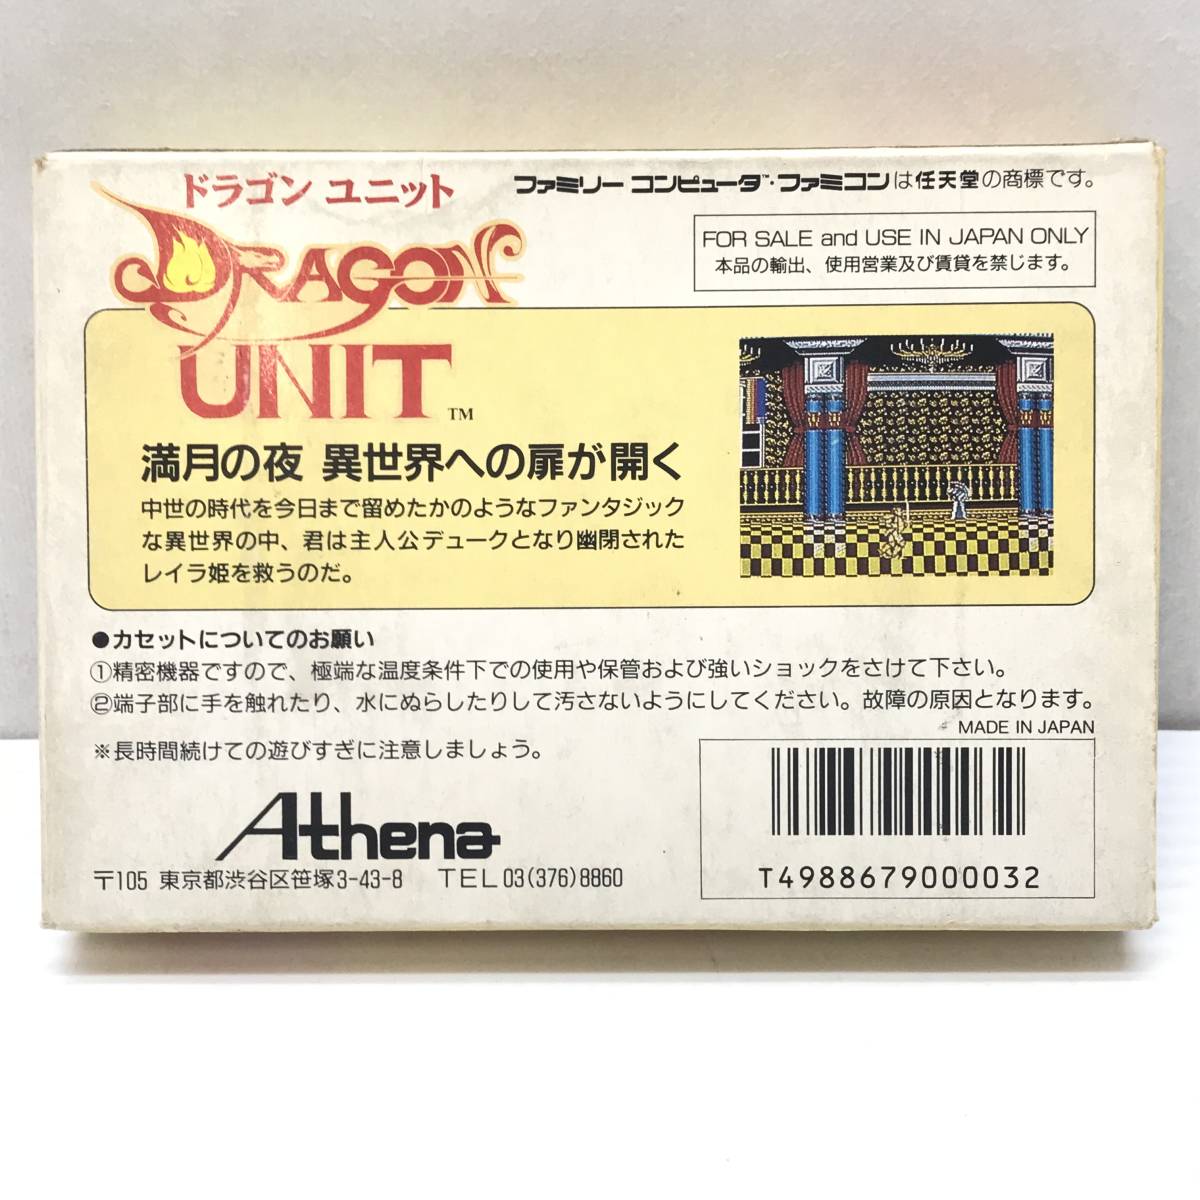 ドラゴン ユニット
ファミリー コンピュータ™・ファミコンは任天堂の商標です。
FOR SALE and USE IN JAPAN ONLY
本品の輸出、使用営業及び賃貸を禁じます。
DRAGON
UNIT™
満月の夜 異世界への扉が開く
中世の時代を今日まで留めたかのようなファンタジック
な異世界の中、君は主人公デュークとなり幽閉された
レイラ姫を救うのだ。
●カセットについてのお願い
①精密機器ですので、極端な温度条件下での使用や保管および強いショックをさけて下さい。
②端子部に手を触れたり、水にぬらしたりして汚さないようにしてください。故障の原因となります。
MADE IN JAPAN
※長時間続けての遊びすぎに注意しましょう。
Athena
〒105 東京都渋谷区笹塚3-43-8 TEL 03(376)8860
T4988679000032